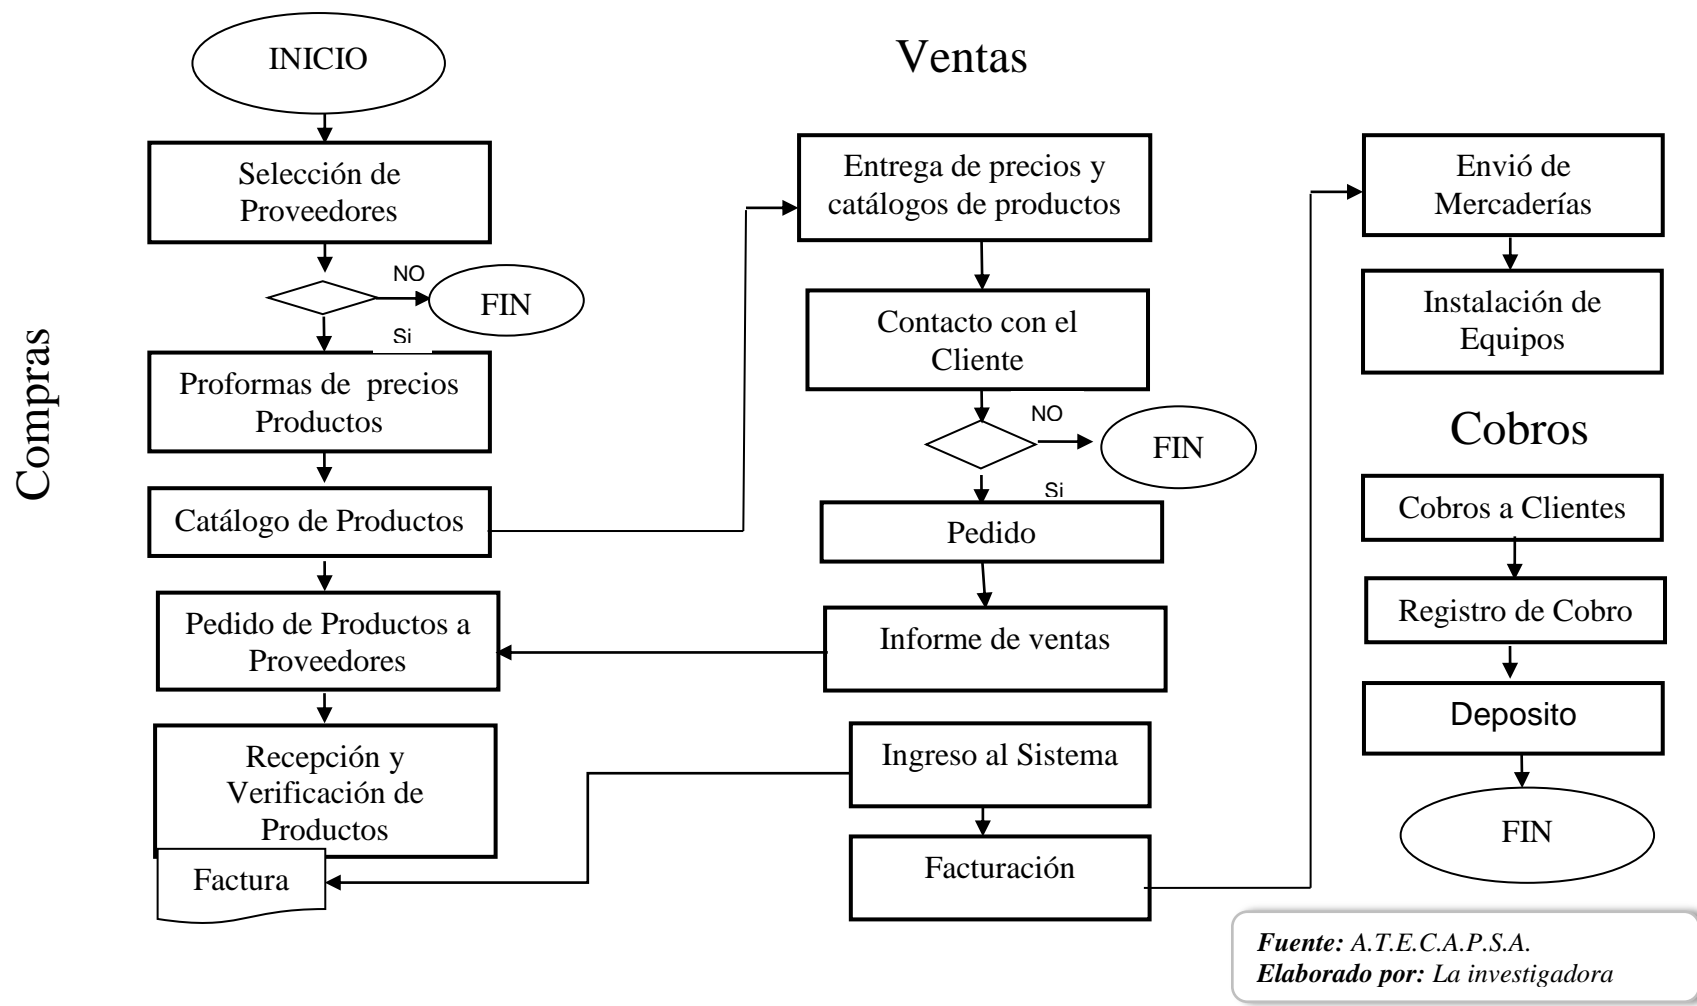 Compras
INICIO
Selección de
Proveedores
NO
FIN
Si
Proformas de precios
Productos
Catálogo de Productos
Pedido de Productos a
Proveedores
Recepción y
Verificación de
Productos
Factura
Ventas
Entrega de precios y
catálogos de productos
Contacto con el
Cliente
NO
FIN
Si
Pedido
Informe de ventas
Ingreso al Sistema
Facturación
Envió de
Mercaderías
Instalación de
Equipos
Cobros
Cobros a Clientes
Registro de Cobro
Deposito
FIN
Fuente: A.T.E.C.A.P.S.A.
Elaborado por: La investigadora